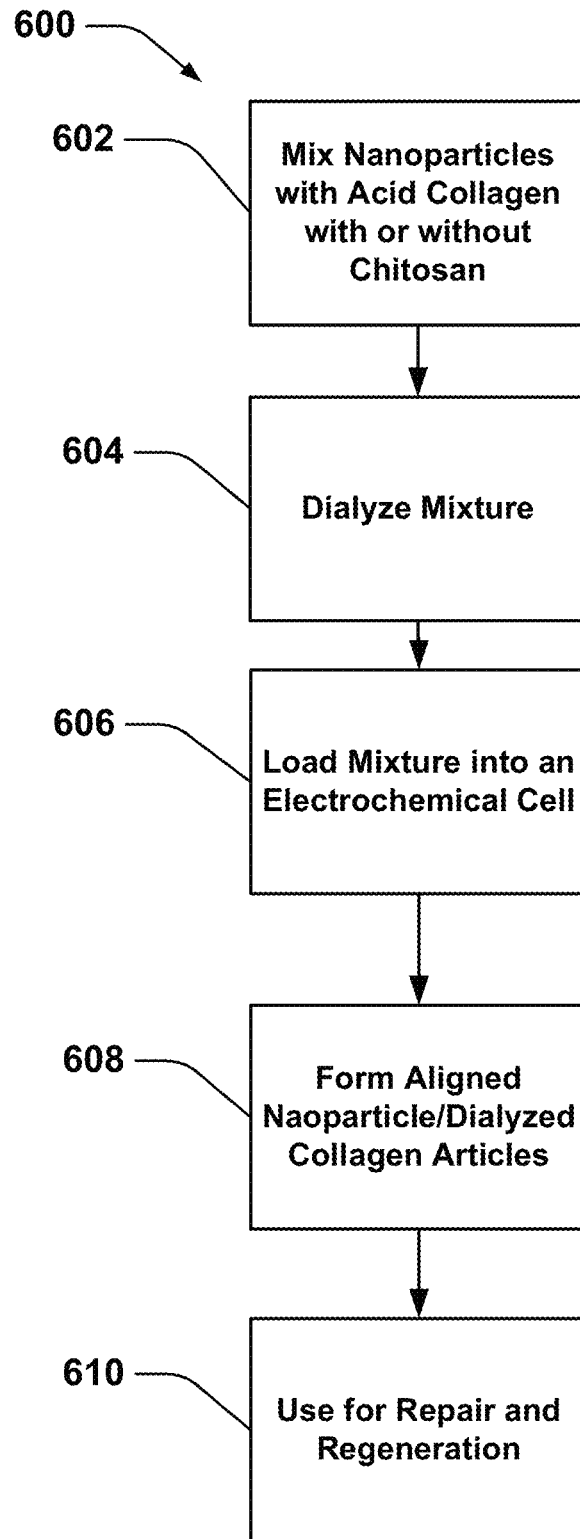 600
602
Mix Nanoparticles
with Acid Collagen
with or without
Chitosan
604
Dialyze Mixture
606
Load Mixture into an
Electrochemical Cell
608
Form Aligned
Naoparticle/Dialyzed
Collagen Articles
610
Use for Repair and
Regeneration